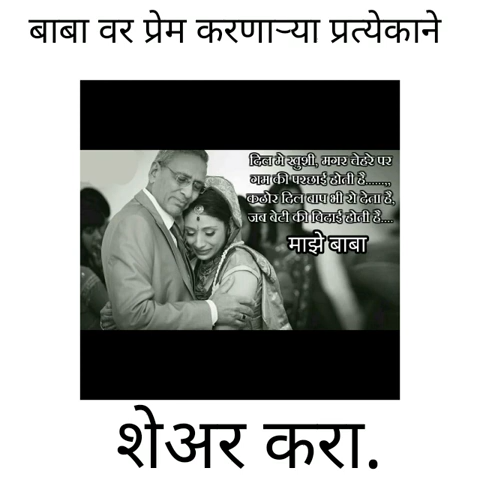 बाबा वर प्रेम करणाऱ्या प्रत्येकाने
दिल मे खुशी, मगर चेहरे पर
गम की परछाई होती है.......,,
कठोर दिल बाप भी रो देता है,
जब बेटी की विदाई होती है....
माझे बाबा
शेअर करा.